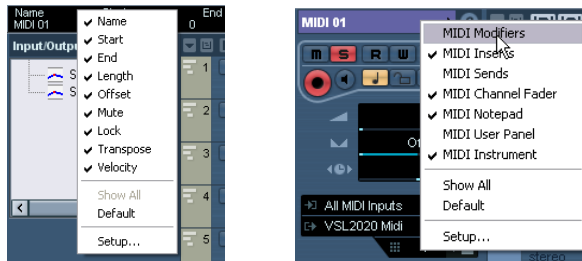 Name
MIDI 01
0
End
Input/Outp
S
S
1
2
3
4
5
Name
Start
End
Length
Offset
Mute
Lock
Transpose
Velocity
Show All
Default
Setup...
MIDI 01
m S R W
All MIDI Inputs
VSL2020 Midi
MIDI Modifiers
MIDI Inserts
MIDI Sends
MIDI Channel Fader
MIDI Notepad
MIDI User Panel
MIDI Instrument
Show All
Default
Setup...
stereo